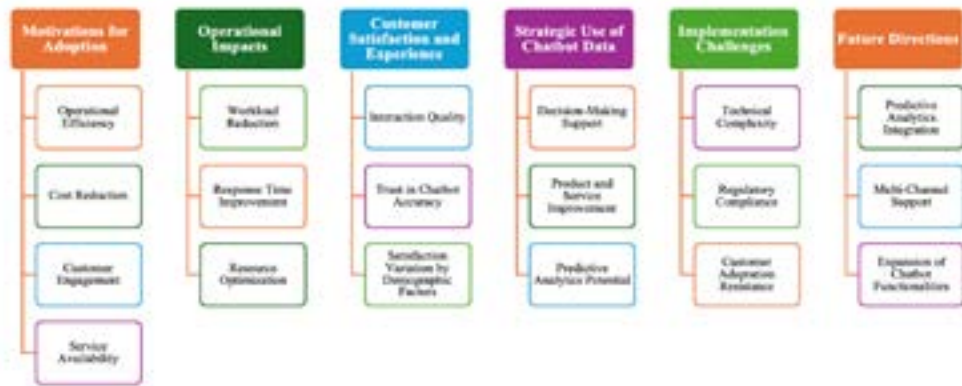 Motivations for
Adoption
Operational
Efficiency
Cost Reduction
Customer
Engagement
Service
Availability
Operational
Impacts
Workload
Reduction
Response Time
Improvement
Resource
Optimization
Customer
Satisfaction and
Experience
Interaction Quality
Trust in Chatbot
Accuracy
Satisfaction
Variation by
Demographic
Factors
Strategic Use of
Chatbot Data
Decision-Making
Support
Product and
Service
Improvement
Predictive
Analytics Potential
Implementation
Challenges
Technical
Complexity
Regulatory
Compliance
Customer
Adaptation
Resistance
Future Directions
Predictive
Analytics
Integration
Multi-Channel
Support
Expansion of
Chatbot
Functionalities